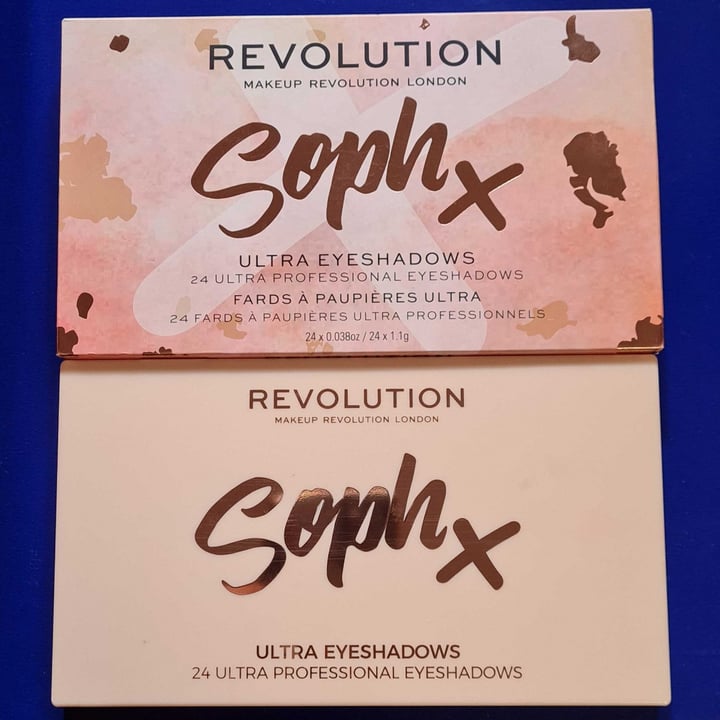 REVOLUTION
MAKEUP REVOLUTION LONDON
Soph x
ULTRA EYESHADOWS
24 ULTRA PROFESSIONAL EYESHADOWS
FARDS À PAUPIÈRES ULTRA
24 FARDS À PAUPIÈRES ULTRA PROFESSIONNELS
24 x 0.038oz / 24 x 1.1g
REVOLUTION
MAKEUP REVOLUTION LONDON
Soph x
ULTRA EYESHADOWS
24 ULTRA PROFESSIONAL EYESHADOWS